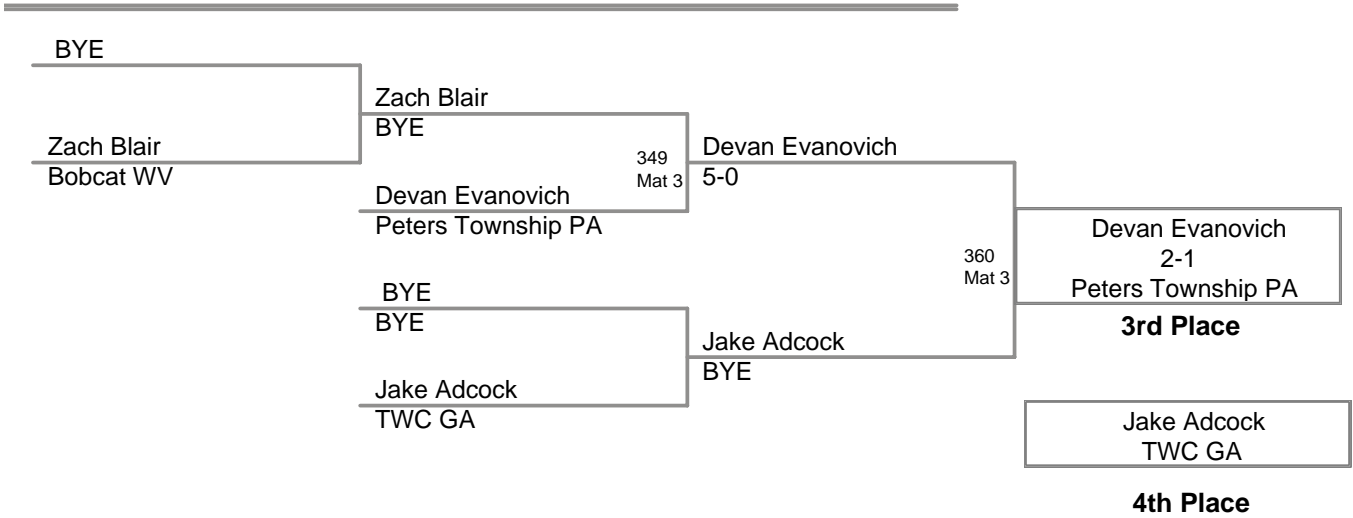 BYE
Zach Blair
Bobcat WV
Zach Blair
BYE
349
Mat 3
Devan Evanovich
Peters Township PA
Devan Evanovich
5-0
BYE
BYE
Jake Adcock
TWC GA
Jake Adcock
BYE
360
Mat 3
Devan Evanovich
2-1
Peters Township PA
3rd Place
Jake Adcock
TWC GA
4th Place